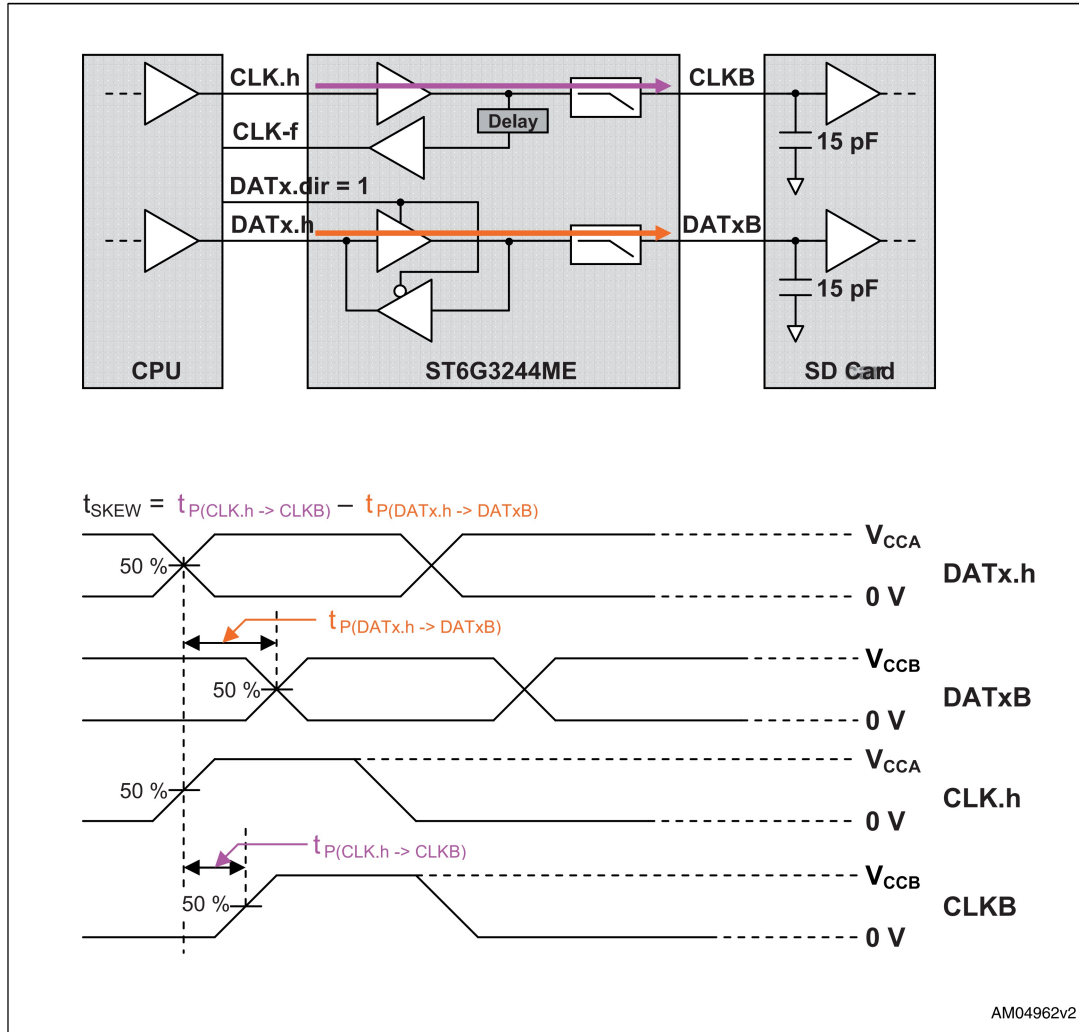 CLK.h
CLKB
Delay
CLK-f
15 pF
DATx.dir = 1
DATx.h
DATxB
15 pF
CPU
ST6G3244ME
SD Card
tSKEW = tP(CLK.h -> CLKB) – tP(DATx.h -> DATxB)
VCCA
50 %
DATx.h
0 V
tP(DATx.h -> DATxB)
VCCB
50 %
DATxB
0 V
VCCA
50 %
CLK.h
0 V
tP(CLK.h -> CLKB)
VCCB
50 %
CLKB
0 V
AM04962v2